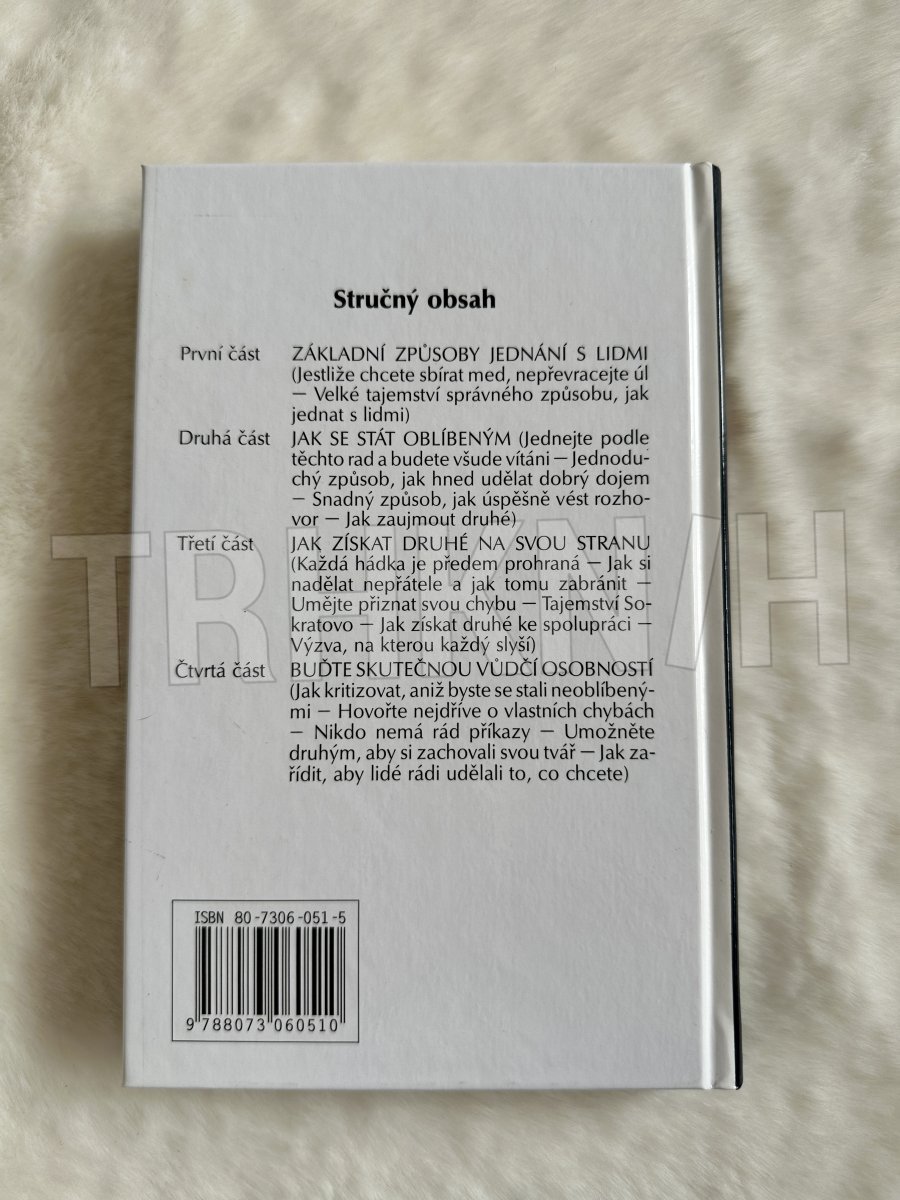 Stručný obsah
První část ZÁKLADNÍ ZPŮSOBY JEDNÁNÍ S LIDMI
(Jestliže chcete sbírat med, nepřevracejte úl
– Velké tajemství správného způsobu, jak
jednat s lidmi)
Druhá část JAK SE STÁT OBLÍBENÝM (Jednejte podle
těchto rad a budete všude vítáni – Jednodu-
chý způsob, jak hned udělat dobrý dojem
– Snadný způsob, jak úspěšně vést rozho-
vor – Jak zaujmout druhé)
Třetí část JAK ZÍSKAT DRUHÉ NA SVOU STRANU
(Každá hádka je předem prohraná – Jak si
nadělat nepřátele a jak tomu zabránit –
Umějte přiznat svou chybu – Tajemství So-
kratovo – Jak získat druhé ke spolupráci –
Výzva, na kterou každý slyší)
Čtvrtá část BUĎTE SKUTEČNOU VŮDČÍ OSOBNOSTÍ
(Jak kritizovat, aniž byste se stali neoblíbený-
mi – Hovořte nejdříve o vlastních chybách
– Nikdo nemá rád příkazy – Umožněte
druhým, aby si zachovali svou tvář – Jak za-
řídit, aby lidé rádi udělali to, co chcete)
ISBN 80-7306-051-5
9 788073 060510